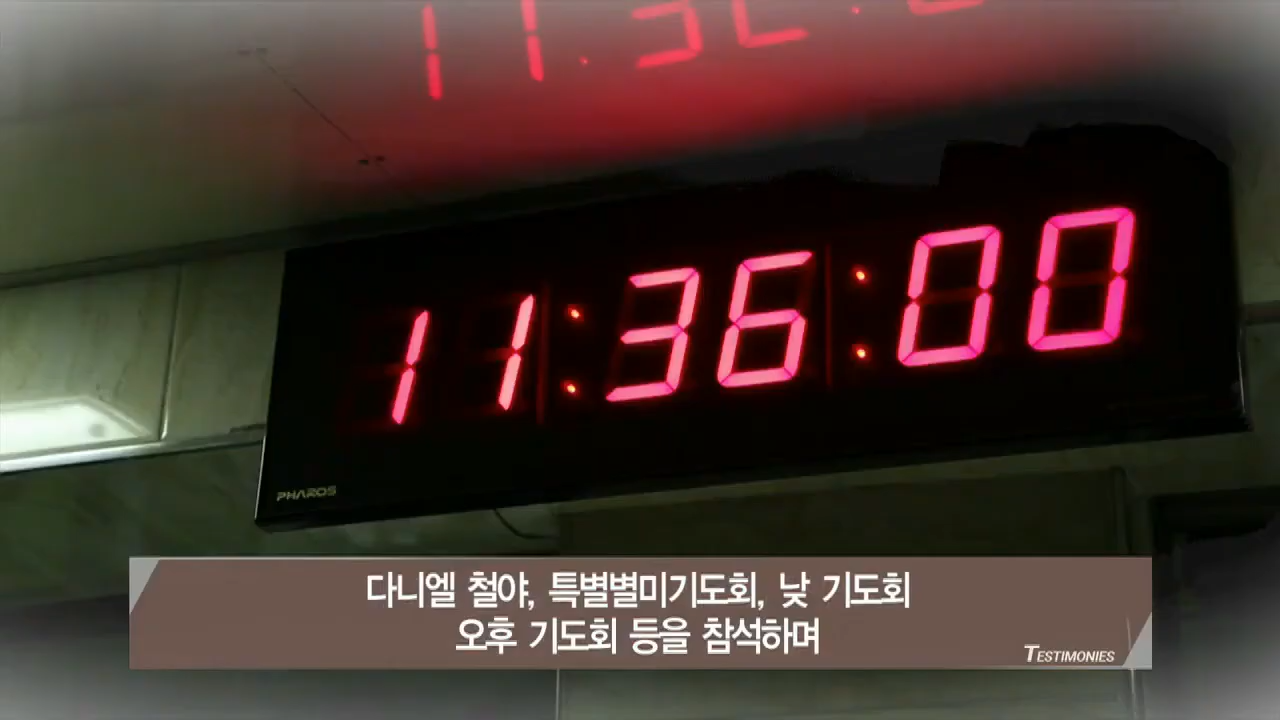 11:36:00
PHAROS
다니엘 철야, 특별별미기도회, 낮 기도회
오후 기도회 등을 참석하며
TESTIMONIES